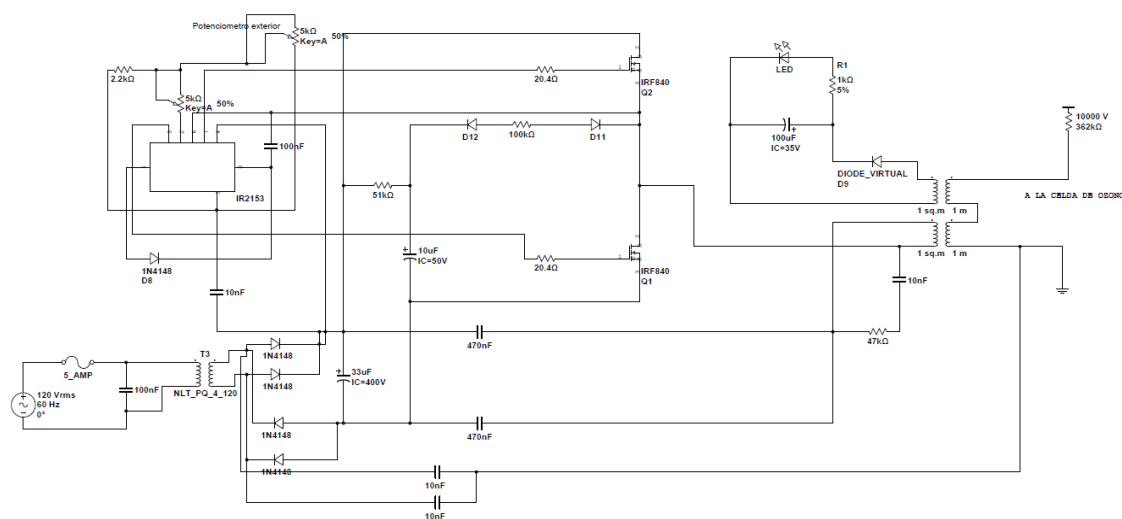 Potenciometro exterior
5kΩ
Key=A
50%
2.2kΩ
5kΩ
Key=A
50%
20.4Ω
IRF840
Q2
LED
R1
1kΩ
5%
10000 V
362kΩ
100nF
D12
100kΩ
D11
100uF
IC=35V
DIODE_VIRTUAL
D9
IR2153
51kΩ
1 sq.m
1 m
A LA CELDA DE OZONO
1 sq.m
1 m
1N4148
D8
10uF
IC=50V
20.4Ω
IRF840
Q1
10nF
10nF
470nF
47kΩ
5_AMP
T3
1N4148
33uF
IC=400V
120 Vrms
60 Hz
0°
100nF
NLT_PQ_4_120
1N4148
1N4148
470nF
1N4148
10nF
10nF